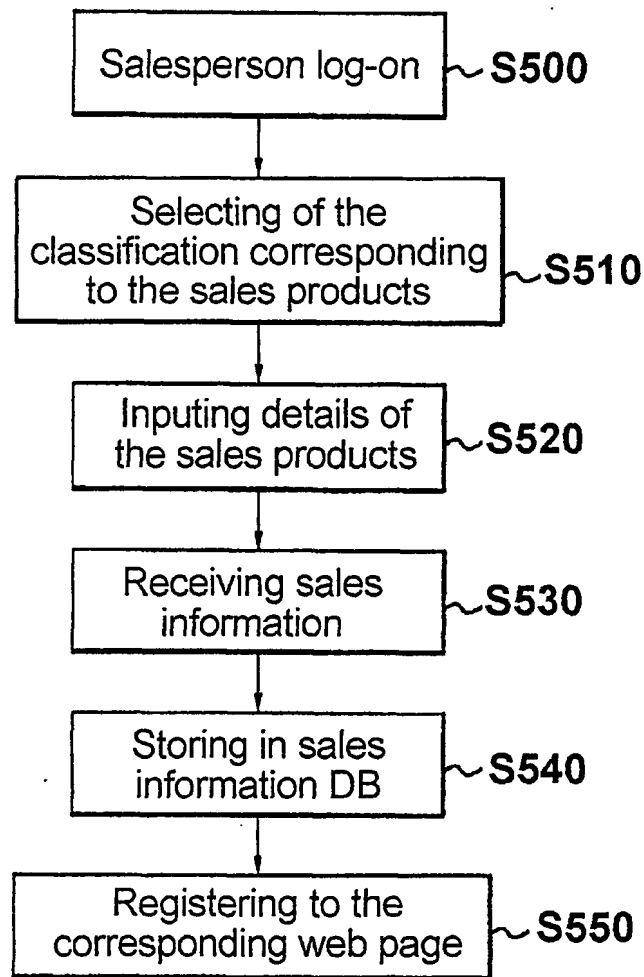 Salesperson log-on
S500
Selecting of the
classification corresponding
to the sales products
S510
Inputing details of
the sales products
S520
Receiving sales
information
S530
Storing in sales
information DB
S540
Registering to the
corresponding web page
S550